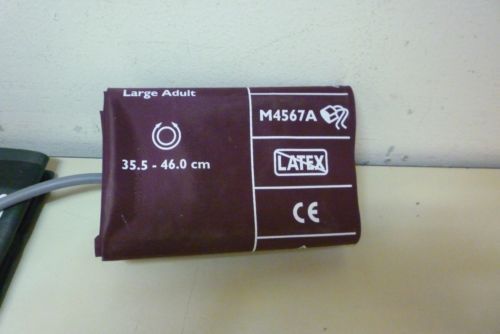 Large Adult
35.5 - 46.0 cm
M4567A
LATEX
CE